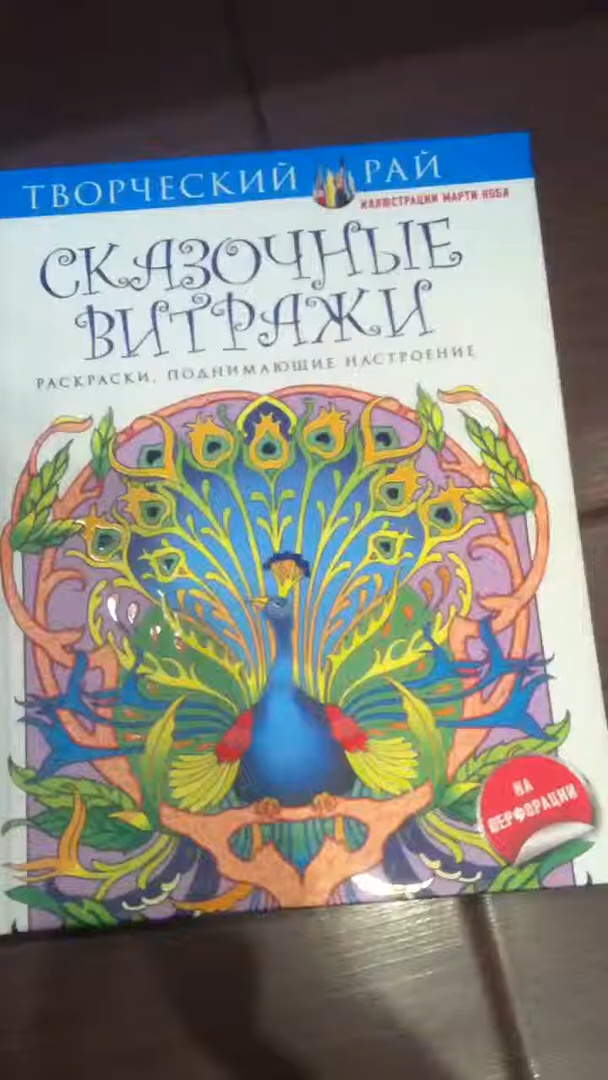 ТВОРЧЕСКИЙ РАЙ
ИЛЛЮСТРАЦИИ МАРТИ НОБЛ
СКАЗОЧНЫЕ
ВИТРАЖИ
РАСКРАСКИ, ПОДНИМАЮЩИЕ НАСТРОЕНИЕ
НА
ПЕРФОРАЦИИ